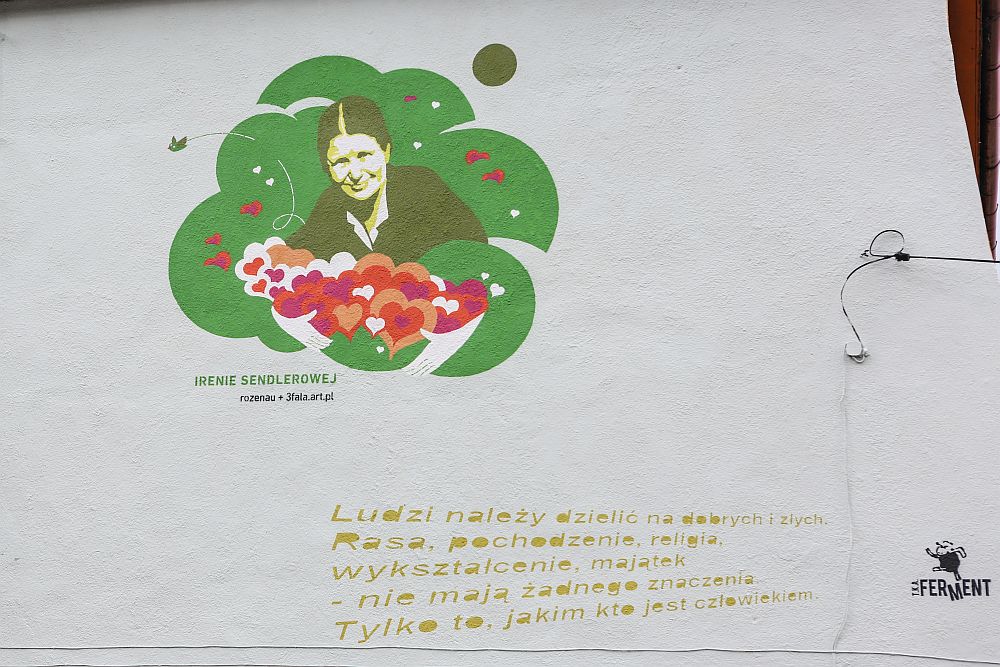 IRENIE SENDLEROWEJ
rozenau + 3fala.art.pl
Ludzi należy dzielić na dobrych i złych.
Rasa, pochodzenie, religia,
wykształcenie, majątek
- nie mają żadnego znaczenia.
Tylko to, jakim kto jest człowiekiem.
FERMENT